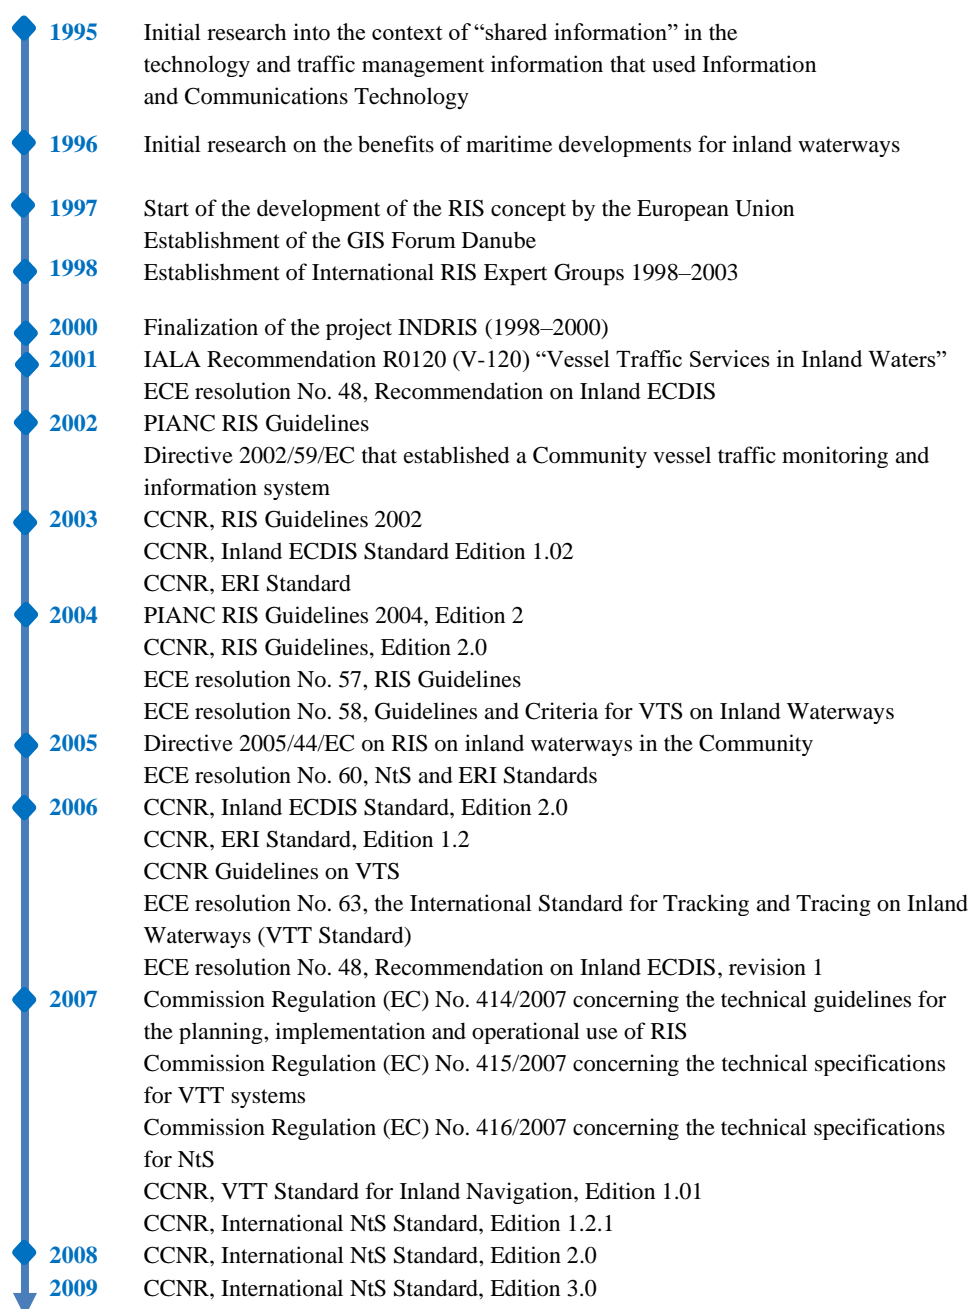 1995 Initial research into the context of “shared information” in the
technology and traffic management information that used Information
and Communications Technology
1996 Initial research on the benefits of maritime developments for inland waterways
1997 Start of the development of the RIS concept by the European Union
Establishment of the GIS Forum Danube
1998 Establishment of International RIS Expert Groups 1998–2003
2000 Finalization of the project INDRIS (1998–2000)
2001 IALA Recommendation R0120 (V-120) “Vessel Traffic Services in Inland Waters”
ECE resolution No. 48, Recommendation on Inland ECDIS
2002 PIANC RIS Guidelines
Directive 2002/59/EC that established a Community vessel traffic monitoring and
information system
2003 CCNR, RIS Guidelines 2002
CCNR, Inland ECDIS Standard Edition 1.02
CCNR, ERI Standard
2004 PIANC RIS Guidelines 2004, Edition 2
CCNR, RIS Guidelines, Edition 2.0
ECE resolution No. 57, RIS Guidelines
ECE resolution No. 58, Guidelines and Criteria for VTS on Inland Waterways
2005 Directive 2005/44/EC on RIS on inland waterways in the Community
ECE resolution No. 60, NtS and ERI Standards
2006 CCNR, Inland ECDIS Standard, Edition 2.0
CCNR, ERI Standard, Edition 1.2
CCNR Guidelines on VTS
ECE resolution No. 63, the International Standard for Tracking and Tracing on Inland
Waterways (VTT Standard)
ECE resolution No. 48, Recommendation on Inland ECDIS, revision 1
2007 Commission Regulation (EC) No. 414/2007 concerning the technical guidelines for
the planning, implementation and operational use of RIS
Commission Regulation (EC) No. 415/2007 concerning the technical specifications
for VTT systems
Commission Regulation (EC) No. 416/2007 concerning the technical specifications
for NtS
CCNR, VTT Standard for Inland Navigation, Edition 1.01
CCNR, International NtS Standard, Edition 1.2.1
2008 CCNR, International NtS Standard, Edition 2.0
2009 CCNR, International NtS Standard, Edition 3.0